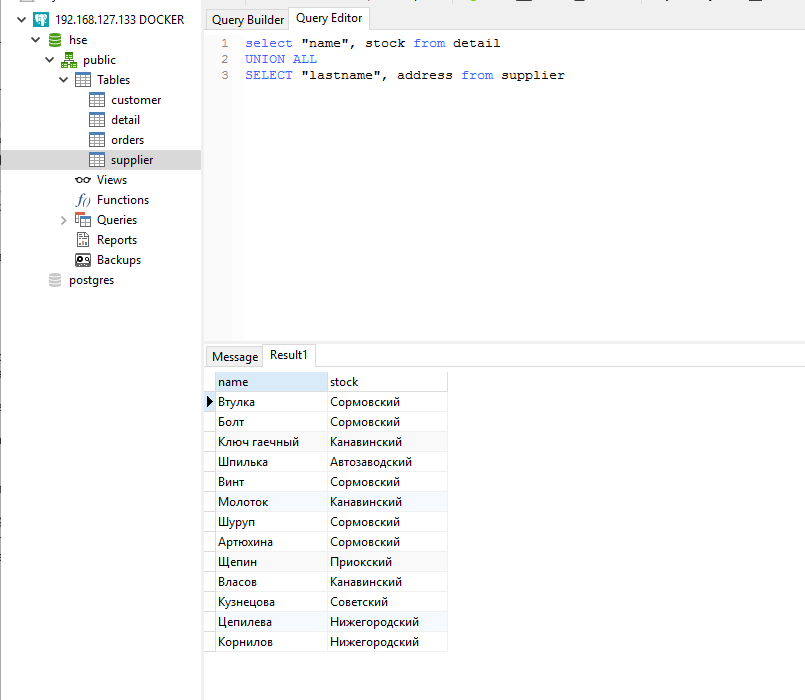 192.168.127.133 DOCKER
hse
public
Tables
customer
detail
orders
supplier
Views
Functions
Queries
Reports
Backups
postgres
Query Builder Query Editor
1 select "name", stock from detail
2 UNION ALL
3 SELECT "lastname", address from supplier
Message Result1
name stock
Втулка Сормовский
Болт Сормовский
Ключ гаечный Канавинский
Шпилька Автозаводский
Винт Сормовский
Молоток Канавинский
Шуруп Сормовский
Артюхина Сормовский
Щепин Приокский
Власов Канавинский
Кузнецова Советский
Цепилева Нижегородский
Корнилов Нижегородский